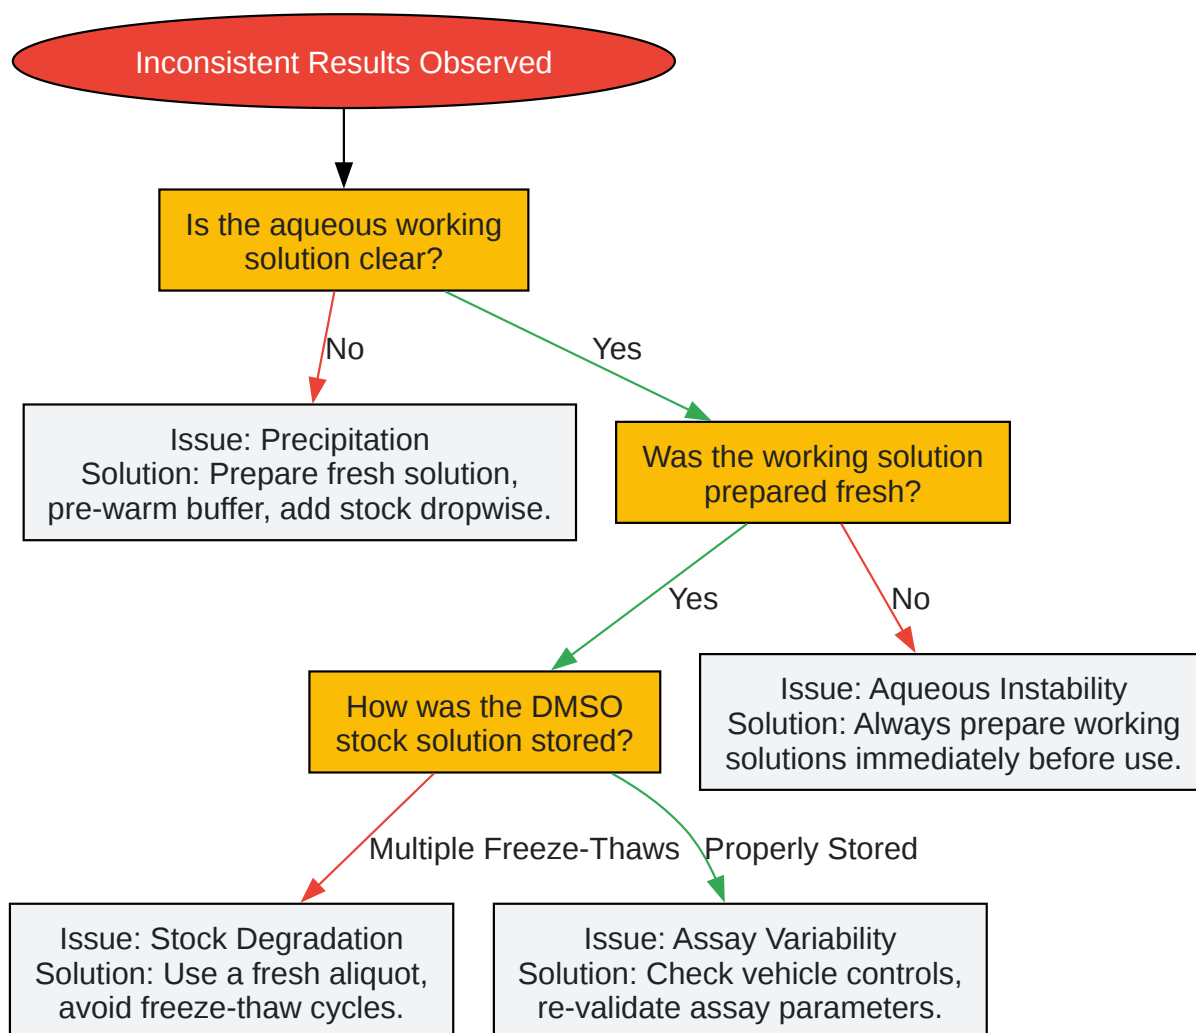 Inconsistent Results Observed
Is the aqueous working
solution clear?
No
Yes
Issue: Precipitation
Solution: Prepare fresh solution,
pre-warm buffer, add stock dropwise.
Was the working solution
prepared fresh?
Yes
No
How was the DMSO
stock solution stored?
Issue: Aqueous Instability
Solution: Always prepare working
solutions immediately before use.
Multiple Freeze-Thaws
Properly Stored
Issue: Stock Degradation
Solution: Use a fresh aliquot,
avoid freeze-thaw cycles.
Issue: Assay Variability
Solution: Check vehicle controls,
re-validate assay parameters.